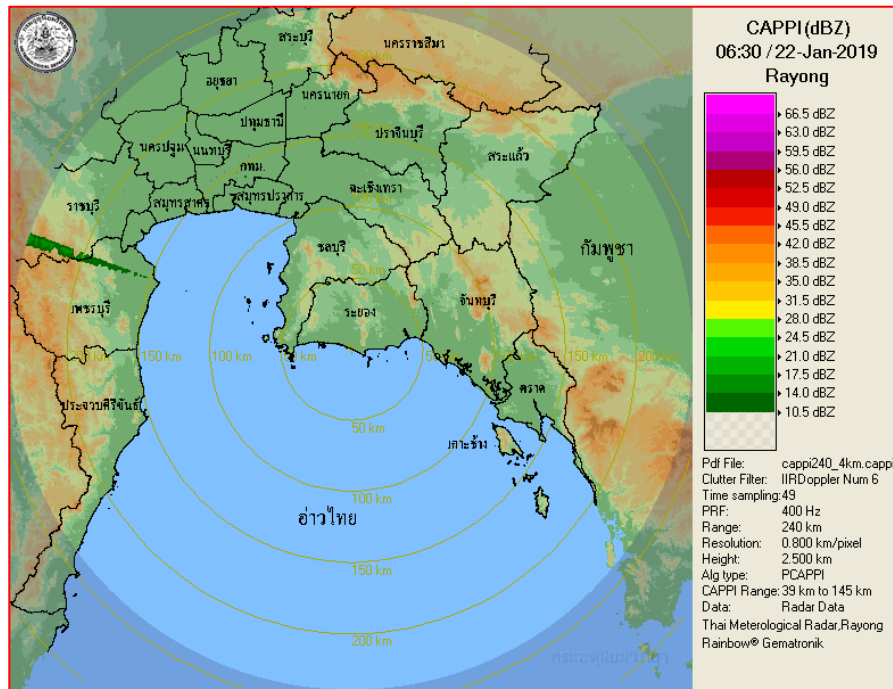 CAPPI (dBZ)
06:30 / 22-Jan-2019
Rayong
66.5 dBZ
63.0 dBZ
59.5 dBZ
56.0 dBZ
52.5 dBZ
49.0 dBZ
45.5 dBZ
42.0 dBZ
38.5 dBZ
35.0 dBZ
31.5 dBZ
28.0 dBZ
24.5 dBZ
21.0 dBZ
17.5 dBZ
14.0 dBZ
10.5 dBZ
Pdf File: cappi240_4km.cappi
Clutter Filter: IIRDoppler Num 6
Time sampling:49
PRF: 400 Hz
Range: 240 km
Resolution: 0.800 km/pixel
Height: 2.500 km
Alg type: PCAPPI
CAPPI Range: 39 km to 145 km
Data: Radar Data
Thai Meterological Radar,Rayong
Rainbow® Gematronik
สระบุรี
นครราชสีมา
อยุธยา
นครนายก
ปทุมธานี
ปราจีนบุรี
นครปฐม
นนทบุรี
สระแก้ว
กทม.
ฉะเชิงเทรา
ราชบุรี
สมุทรสาคร
สมุทรปราการ
ชลบุรี
กัมพูชา
เพชรบุรี
ระยอง
จันทบุรี
150 km
100 km
50 km
150 km
200 km
ประจวบคีรีขันธ์
ตราด
50 km
เกาะช้าง
100 km
อ่าวไทย
150 km
200 km
กรมอุตุนิยมวิทยา